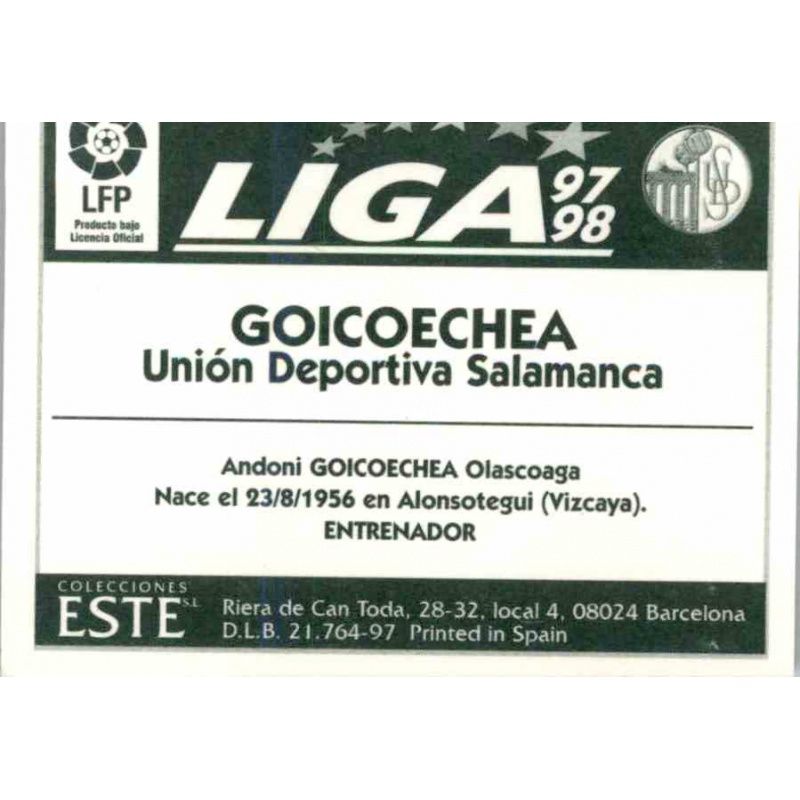 LFP
Producto bajo
Licencia Oficial
LIGA 97 98
UDS
GOICOECHEA
Unión Deportiva Salamanca
Andoni GOICOECHEA Olascoaga
Nace el 23/8/1956 en Alonsotegui (Vizcaya).
ENTRENADOR
COLECCIONES
ESTE S.L
Riera de Can Toda, 28-32, local 4, 08024 Barcelona
D.L.B. 21.764-97 Printed in Spain